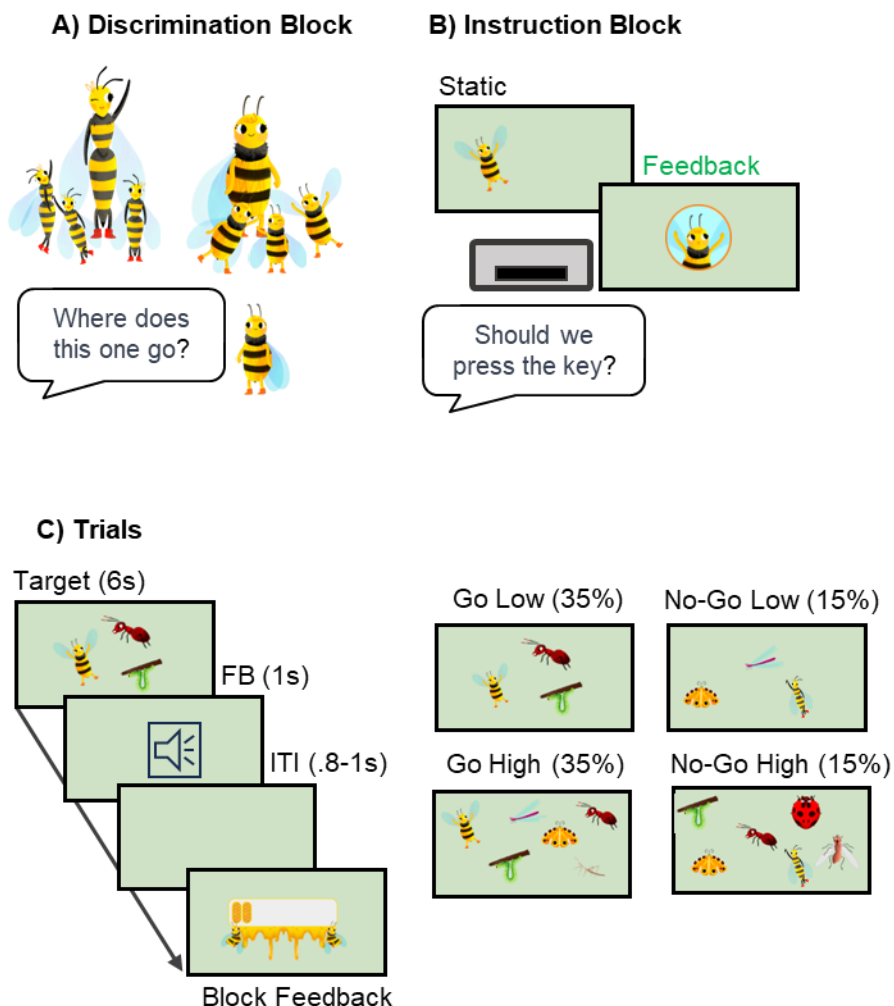 A) Discrimination Block
B) Instruction Block
Static
Feedback
Where does
this one go?
Should we
press the key?
C) Trials
Target (6s)
FB (1s)
ITI (.8-1s)
Block Feedback
Go Low (35%)
No-Go Low (15%)
Go High (35%)
No-Go High (15%)